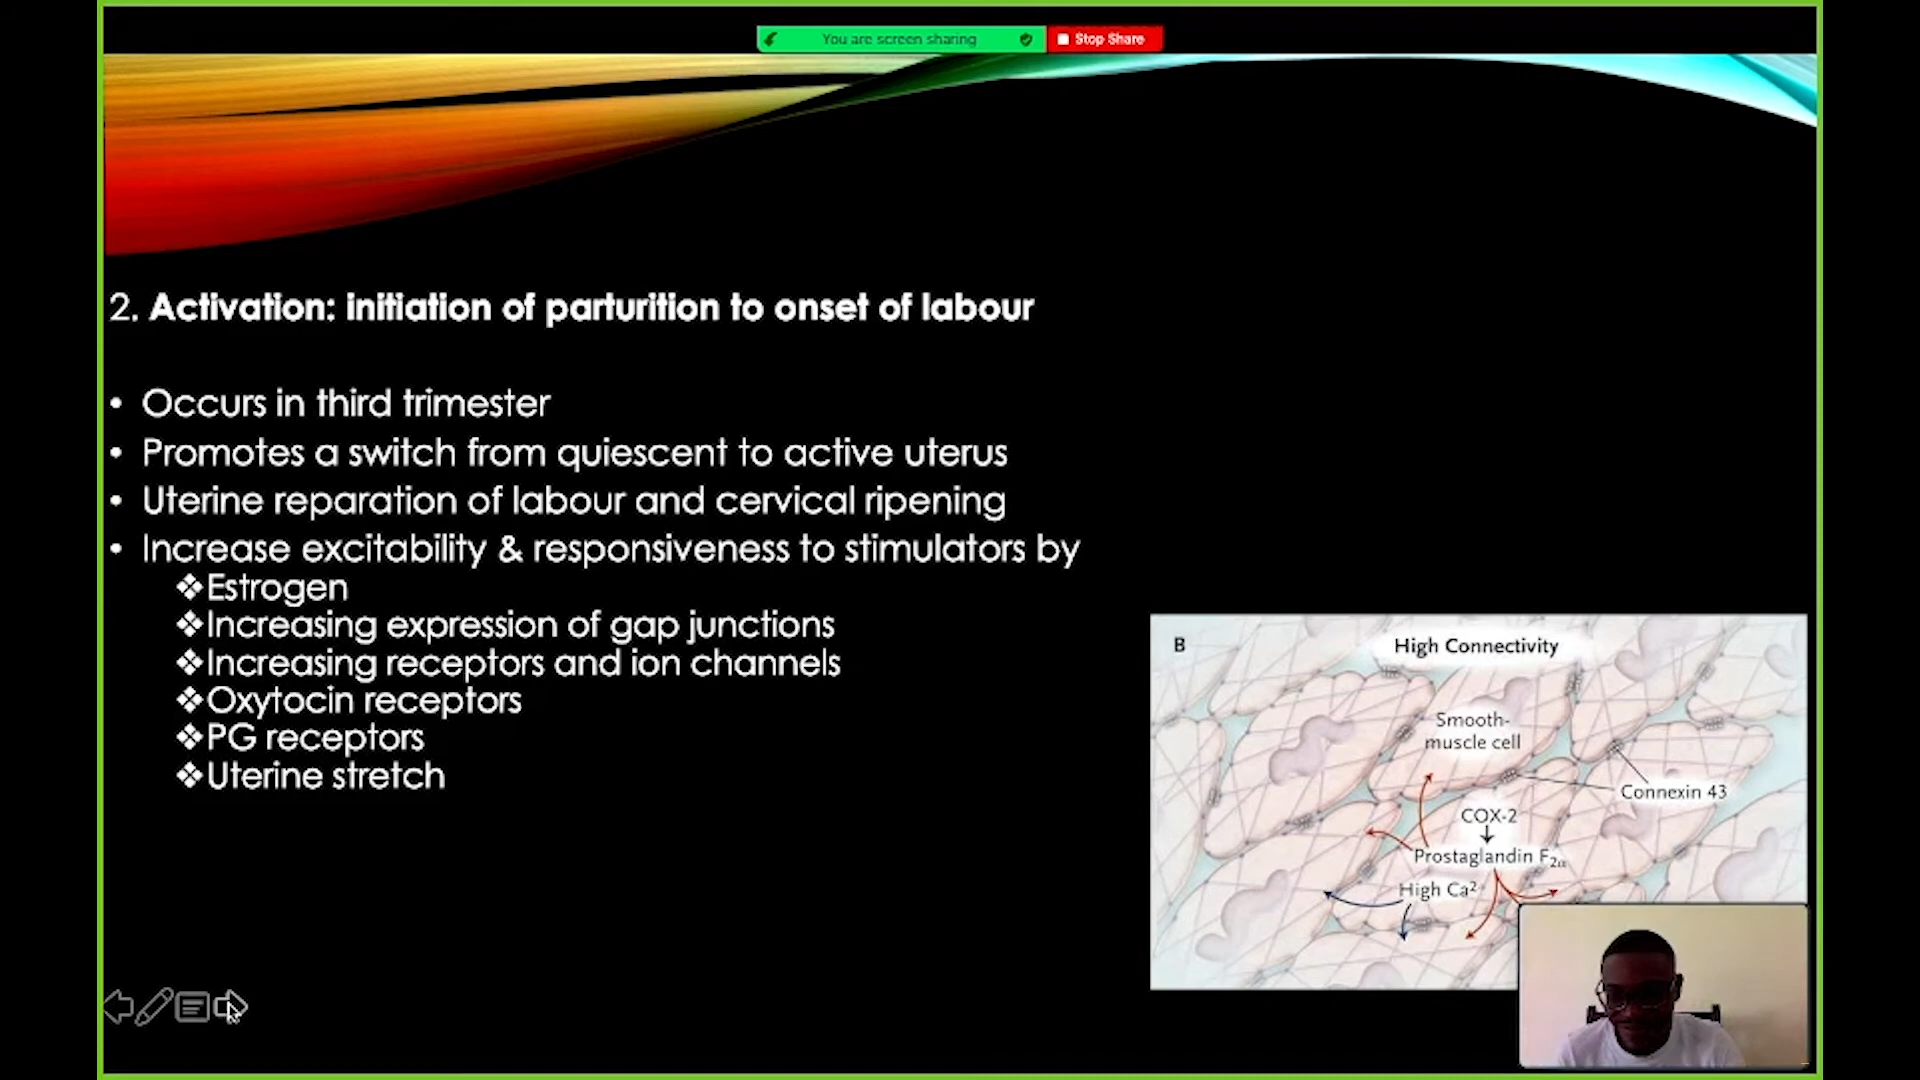 You are screen sharing
Stop Share
2. Activation: initiation of parturition to onset of labour
• Occurs in third trimester
• Promotes a switch from quiescent to active uterus
• Uterine reparation of labour and cervical ripening
• Increase excitability & responsiveness to stimulators by
❖Estrogen
❖Increasing expression of gap junctions
❖Increasing receptors and ion channels
❖Oxytocin receptors
❖PG receptors
❖Uterine stretch
B
High Connectivity
Smooth-
muscle cell
Connexin 43
COX-2
Prostaglandin F2α
High Ca2